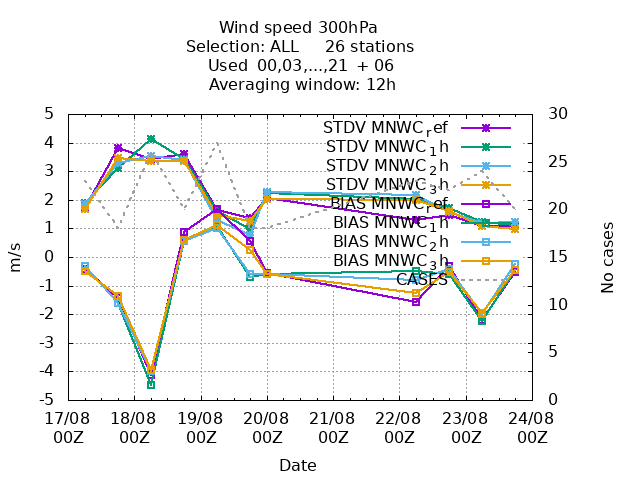 Wind speed 300hPa
Selection: ALL 26 stations
Used 00,03,...,21 + 06
Averaging window: 12h
STDV MNWC_ref
STDV MNWC_1h
STDV MNWC_2h
STDV MNWC_3h
BIAS MNWC_ref
BIAS MNWC_1h
BIAS MNWC_2h
BIAS MNWC_3h
CASES
5
4
3
2
1
0
-1
-2
-3
-4
-5
m/s
30
25
20
15
10
5
0
No cases
17/08 18/08 19/08 20/08 21/08 22/08 23/08 24/08
00Z 00Z 00Z 00Z 00Z 00Z 00Z 00Z
Date